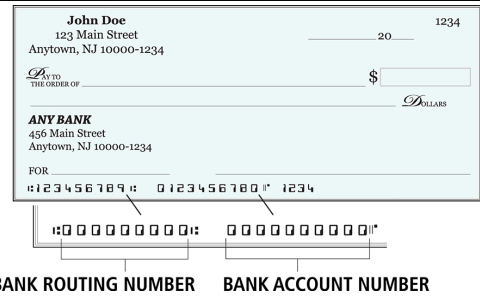 John Doe
1234
123 Main Street
20
Anytown, NJ 10000-1234
PAY TO
THE ORDER OF
$
DOLLARS
ANY BANK
456 Main Street
Anytown, NJ 10000-1234
FOR
⑆123456789⑆ 0123456780⑈ 1234
⑆000000000⑆ 0000000000⑈
BANK ROUTING NUMBER BANK ACCOUNT NUMBER